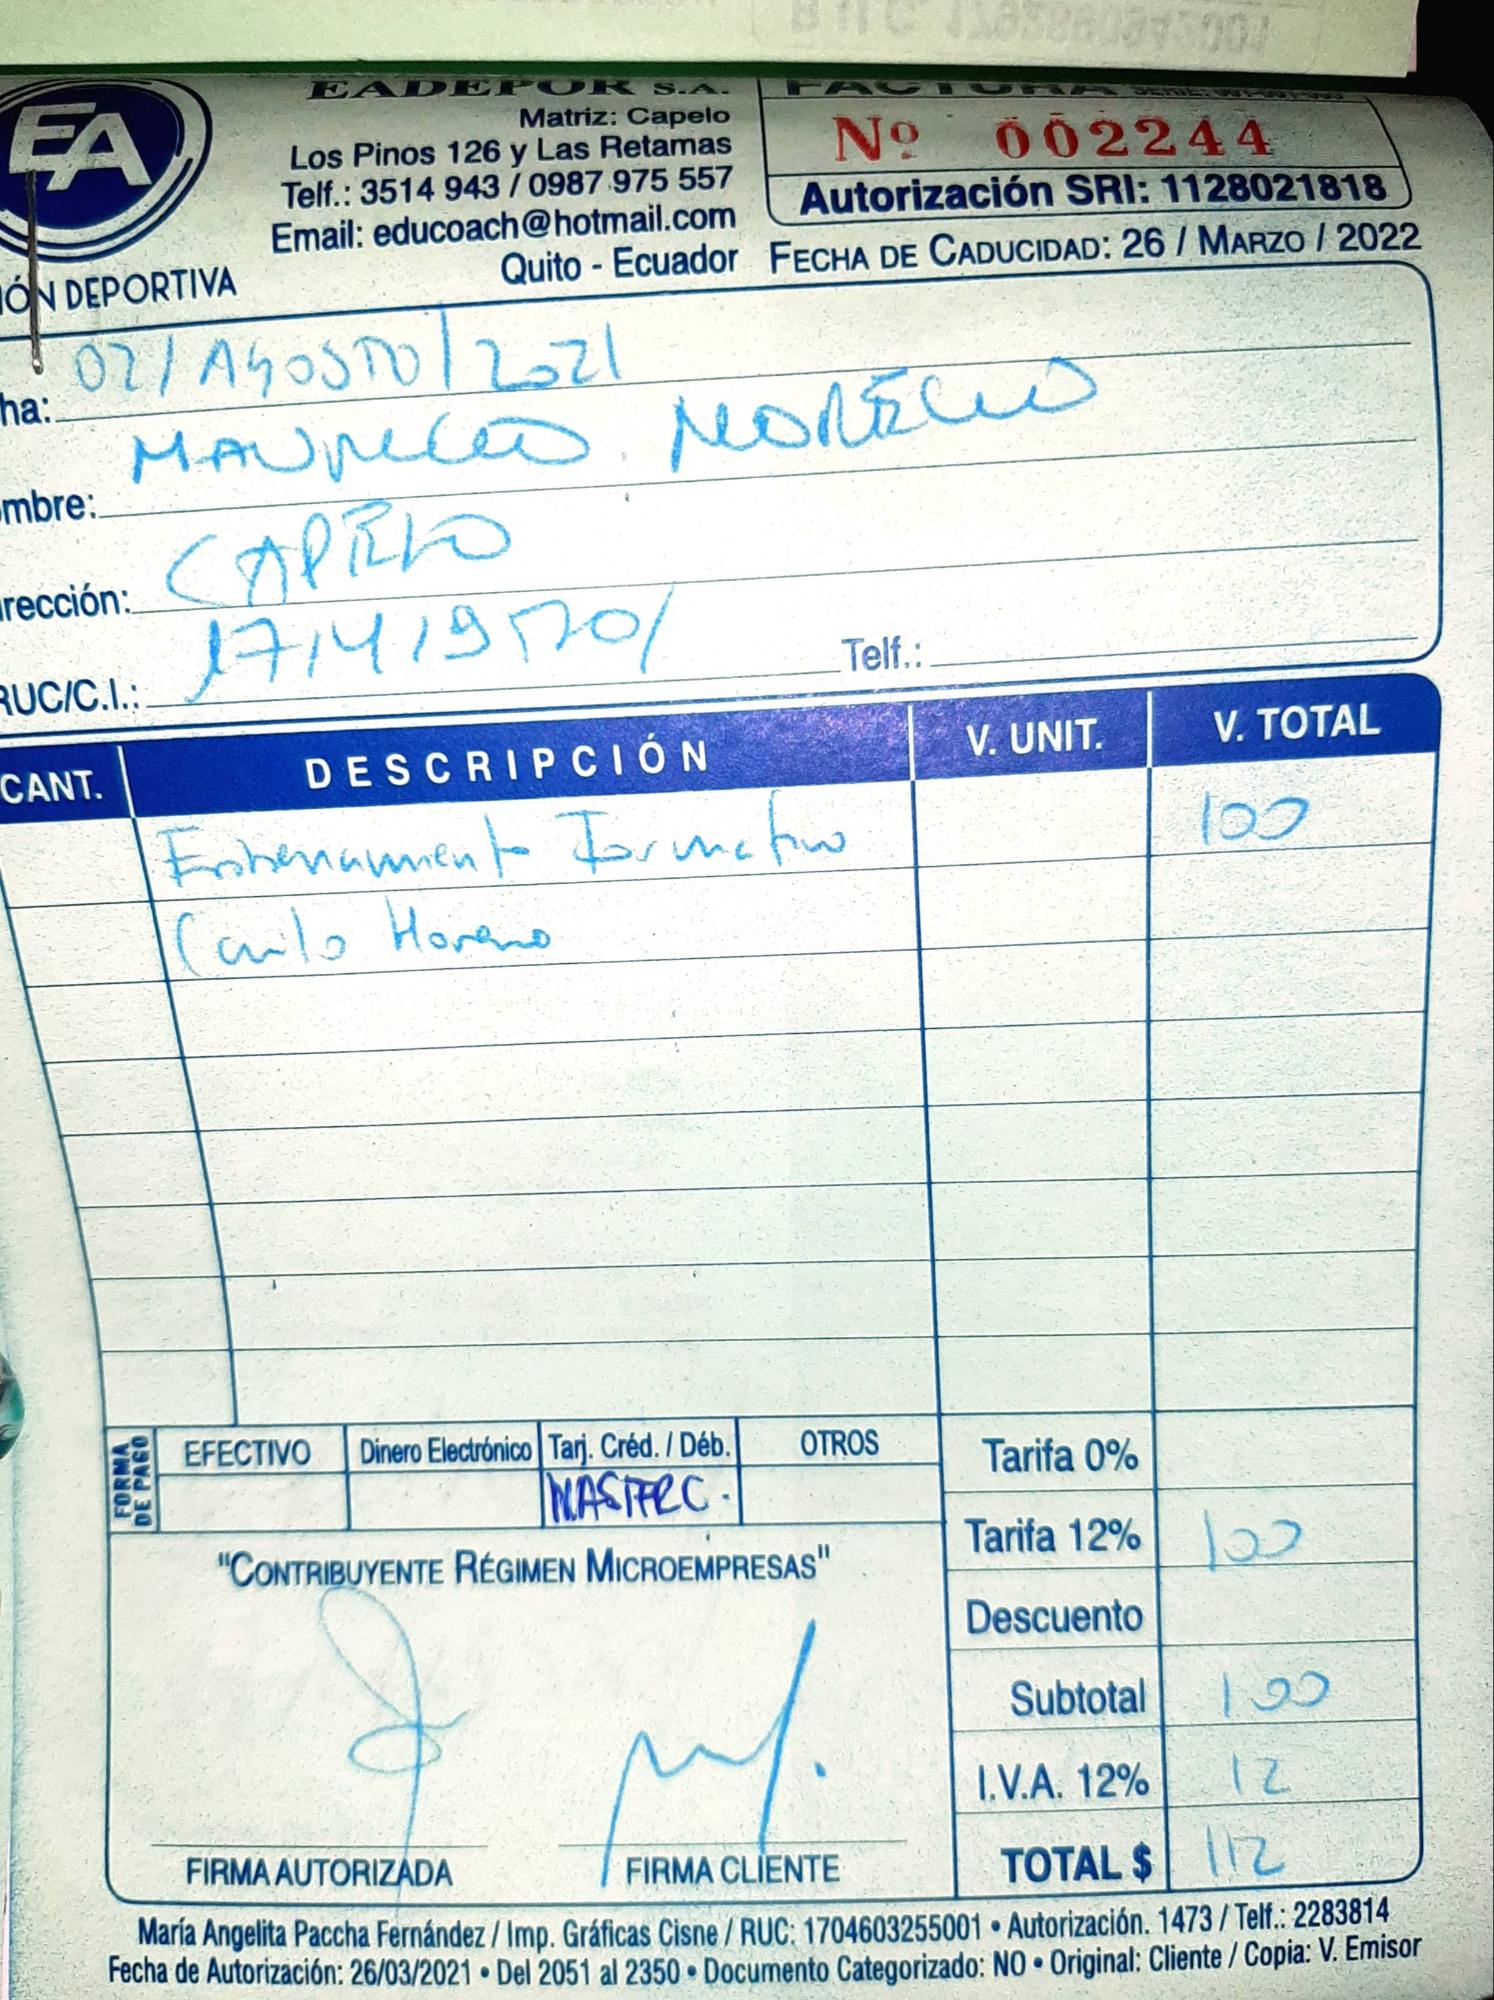 EADEPOR S.A.
Matriz: Capelo
Los Pinos 126 y Las Retamas
Telf.: 3514 943 / 0987 975 557
Email: educoach@hotmail.com
Quito - Ecuador
EA
IÓN DEPORTIVA
FACTURA
Nº 002244
Autorización SRI: 1128021818
FECHA DE CADUCIDAD: 26 / MARZO / 2022
ha: 02/AGOSTO/2021
mbre: MAURICIO MORENO
rección: CAPELO
RUC/C.I.: Telf.:
CANT. DESCRIPCIÓN V. UNIT. V. TOTAL
Entrenamiento Formativo 100
Camilo Moreno
FORMA DE PAGO EFECTIVO Dinero Electrónico Tarj. Créd. / Déb. OTROS
MASTERC.
Tarifa 0%
Tarifa 12% 100
Descuento
Subtotal 100
I.V.A. 12% 12
TOTAL $ 112
"CONTRIBUYENTE RÉGIMEN MICROEMPRESAS"
FIRMA AUTORIZADA FIRMA CLIENTE
María Angelita Paccha Fernández / Imp. Gráficas Cisne / RUC: 1704603255001 • Autorización. 1473 / Telf.: 2283814
Fecha de Autorización: 26/03/2021 • Del 2051 al 2350 • Documento Categorizado: NO • Original: Cliente / Copia: V. Emisor